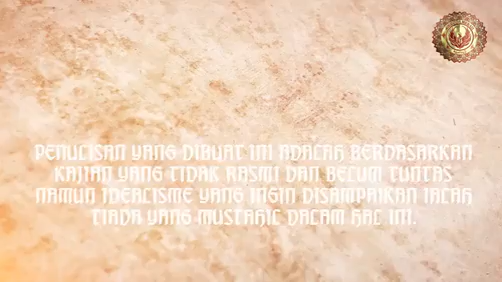 PENULISAN YANG DIBUAT INI ADALAH BERDASARKAN
KAJIAN YANG TIDAK RASMI DAN BELUM TUNTAS
NAMUN IDEALISME YANG INGIN DISAMPAIKAN IALAH
TIADA YANG MUSTAHIL DALAM HAL INI.